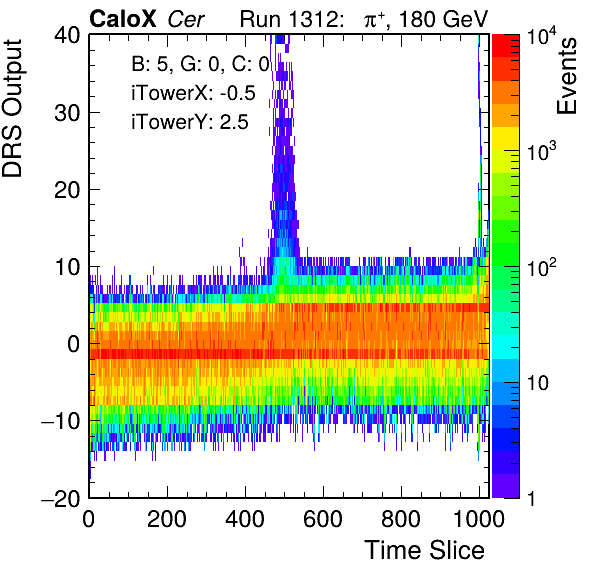 CaloX Cer Run 1312: π⁺, 180 GeV
DRS Output
Events
B: 5, G: 0, C: 0
iTowerX: -0.5
iTowerY: 2.5
40
30
20
10
0
−10
−20
0 200 400 600 800 1000
Time Slice
10⁴
10³
10²
10
1